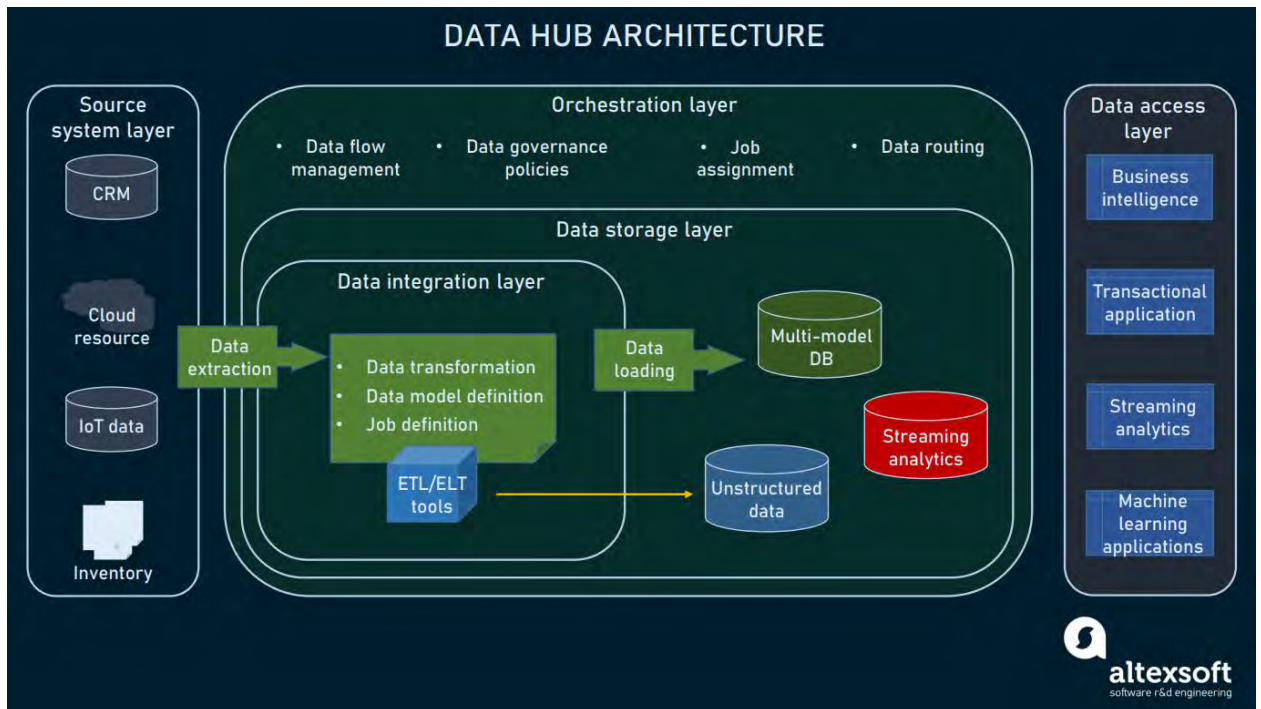 DATA HUB ARCHITECTURE
Source
system layer
CRM
Cloud
resource
IoT data
Inventory
Data
extraction
Orchestration layer
• Data flow
management
• Data governance
policies
• Job
assignment
• Data routing
Data storage layer
Data integration layer
• Data transformation
• Data model definition
• Job definition
ETL/ELT
tools
Data
loading
Multi-model
DB
Streaming
analytics
Unstructured
data
Data access
layer
Business
intelligence
Transactional
application
Streaming
analytics
Machine
learning
applications
altexsoft
software r&d engineering